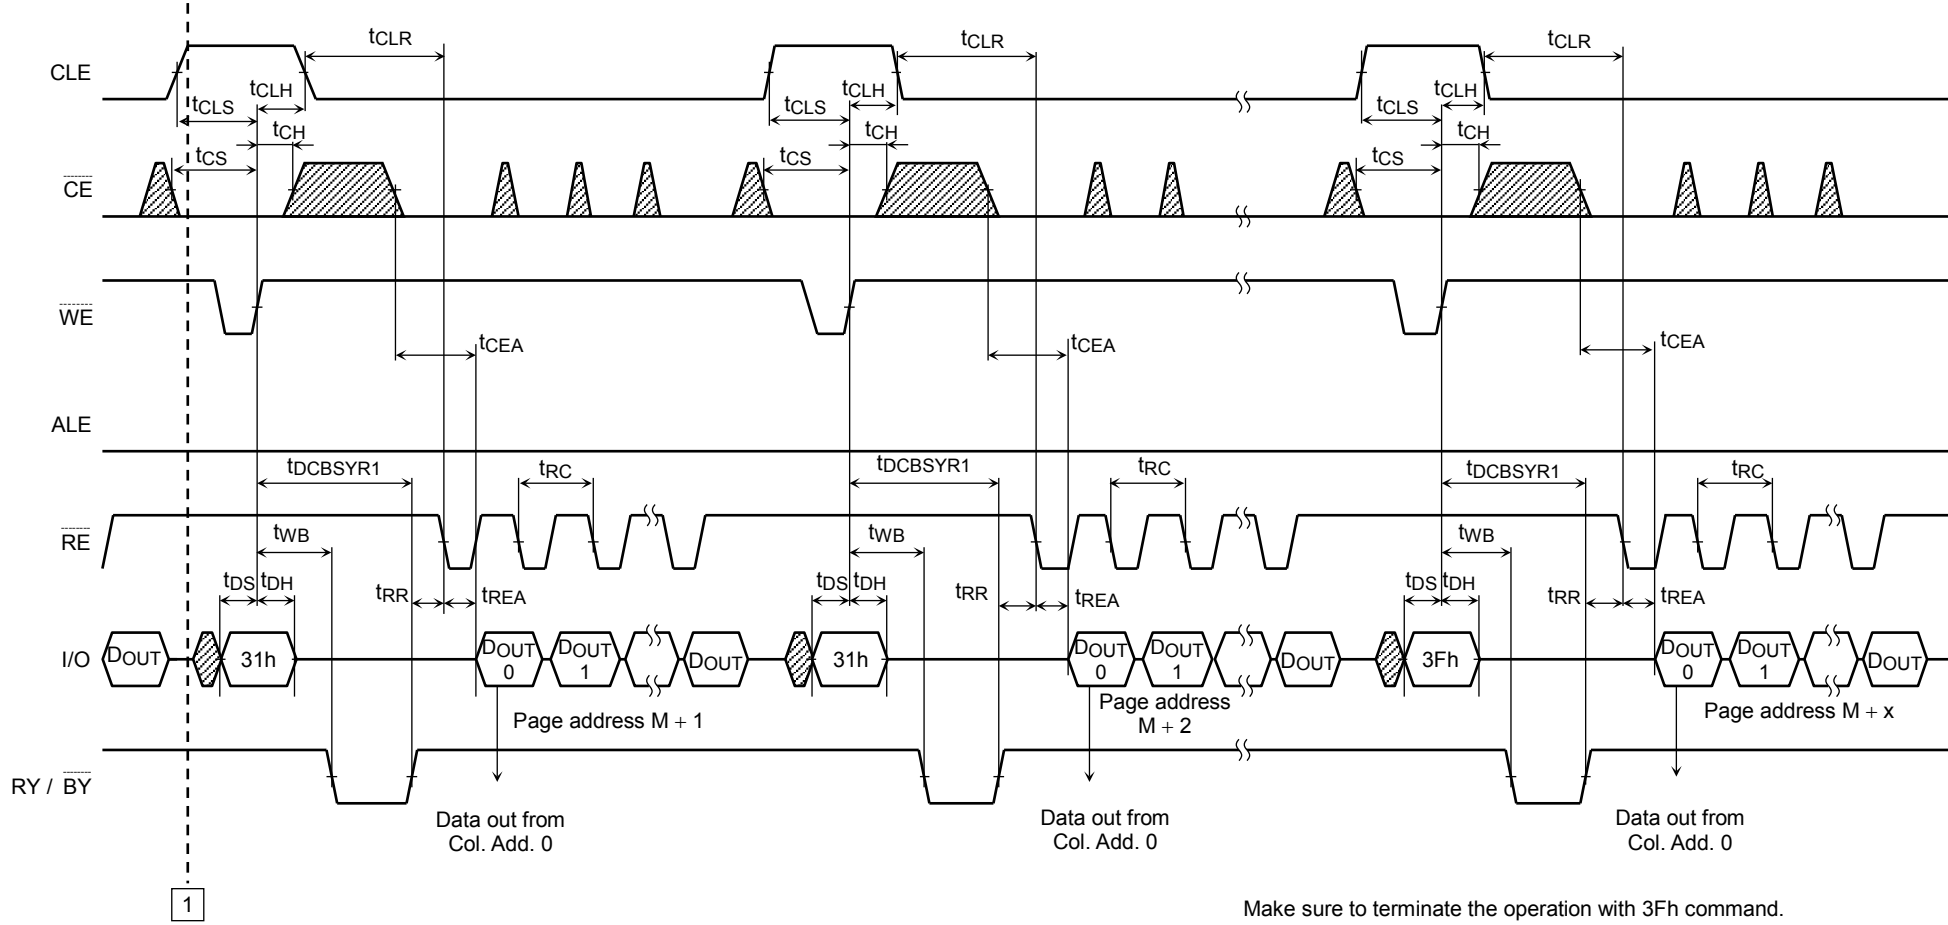 tCLR tCLR tCLR
CLE
tCLH tCLH tCLH
tCLS tCLS tCLS
tCH tCH tCH
tCS tCS tCS
CE
WE
tCEA tCEA tCEA
ALE
tDCBSYR1 tRC tDCBSYR1 tRC tDCBSYR1 tRC
RE
tWB tWB tWB
tDS tDH tDS tDH tDS tDH
tRR tREA tRR tREA tRR tREA
I/O DOUT 31h DOUT 0 DOUT 1 DOUT 31h DOUT 0 DOUT 1 DOUT 3Fh DOUT 0 DOUT 1 DOUT
Page address M + 1
Page address
M + 2
Page address M + x
RY / BY
Data out from
Col. Add. 0
Data out from
Col. Add. 0
Data out from
Col. Add. 0
1
Make sure to terminate the operation with 3Fh command.